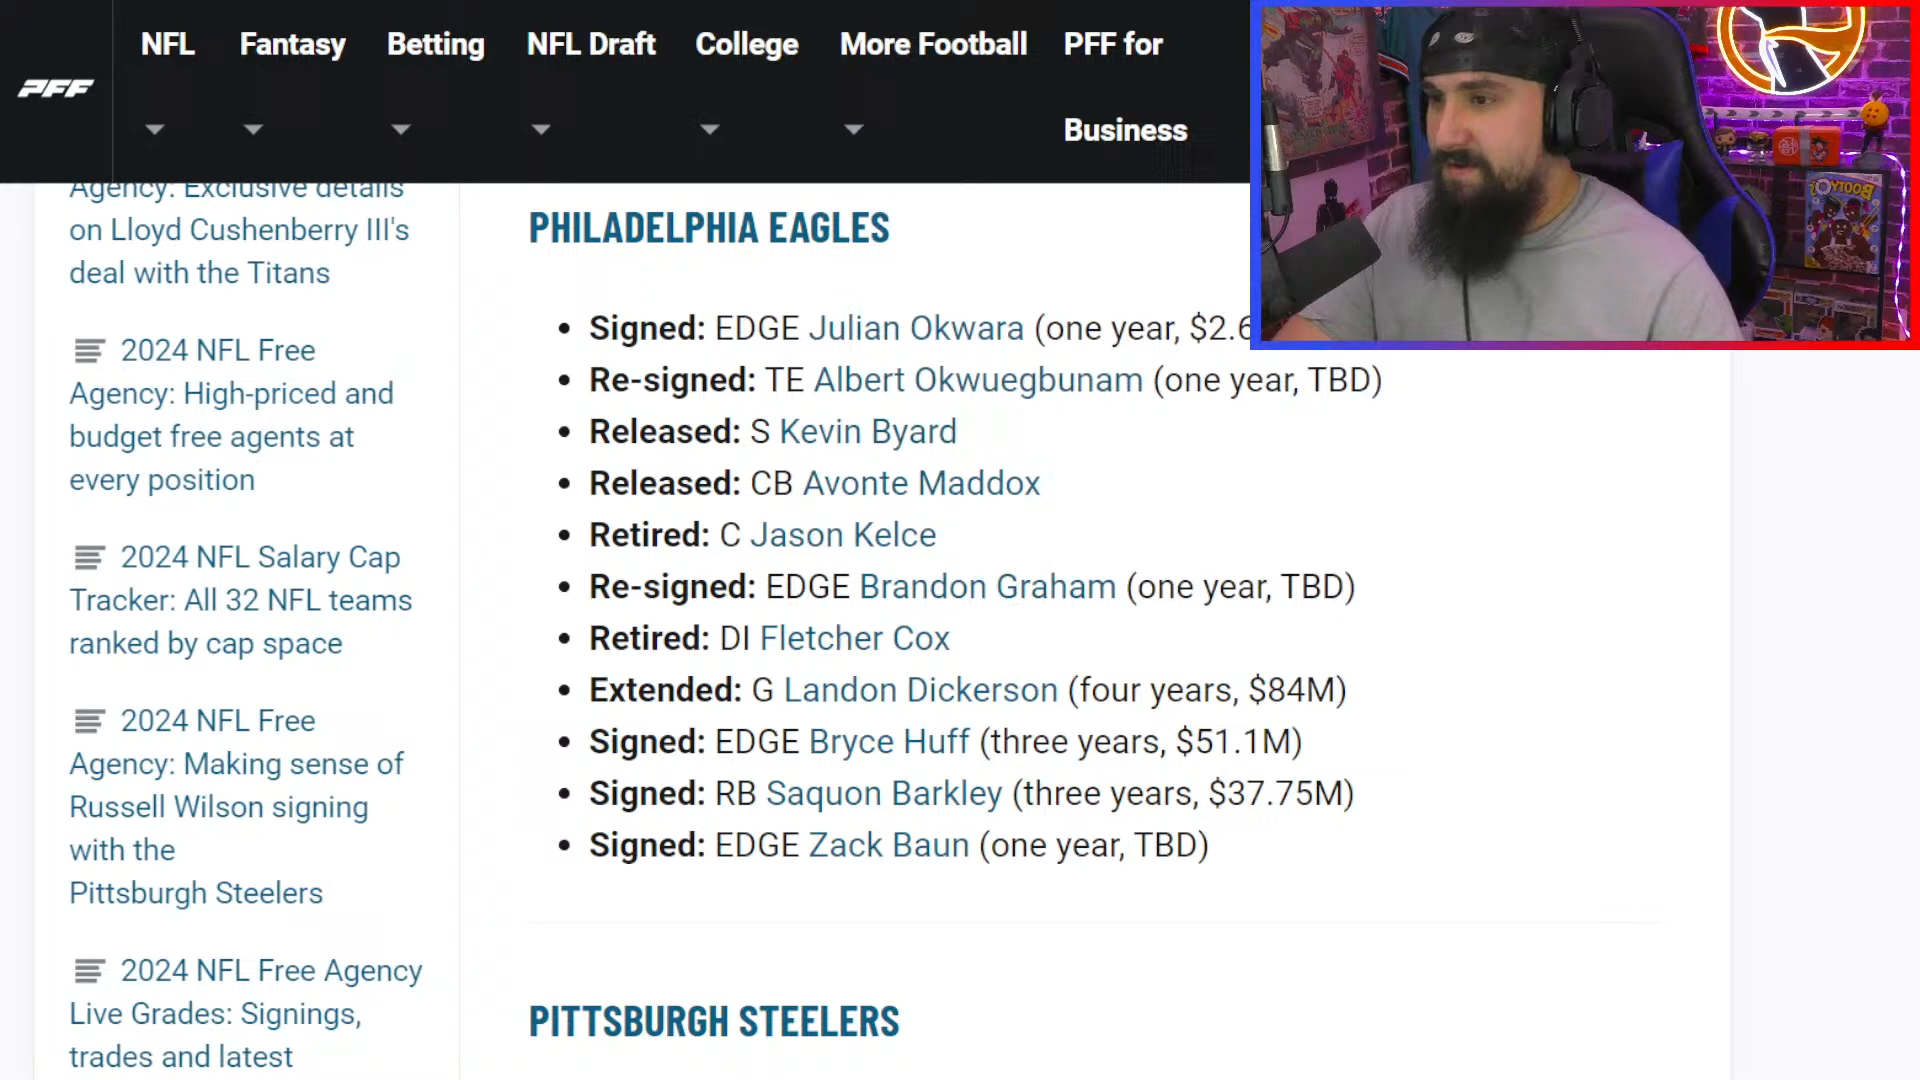 PFF
NFL
Fantasy
Betting
NFL Draft
College
More Football
PFF for
Business
Agency: Exclusive details
on Lloyd Cushenberry III's
deal with the Titans
2024 NFL Free
Agency: High-priced and
budget free agents at
every position
2024 NFL Salary Cap
Tracker: All 32 NFL teams
ranked by cap space
2024 NFL Free
Agency: Making sense of
Russell Wilson signing
with the
Pittsburgh Steelers
2024 NFL Free Agency
Live Grades: Signings,
trades and latest
PHILADELPHIA EAGLES
• Signed: EDGE Julian Okwara (one year, $2.6
• Re-signed: TE Albert Okwuegbunam (one year, TBD)
• Released: S Kevin Byard
• Released: CB Avonte Maddox
• Retired: C Jason Kelce
• Re-signed: EDGE Brandon Graham (one year, TBD)
• Retired: DI Fletcher Cox
• Extended: G Landon Dickerson (four years, $84M)
• Signed: EDGE Bryce Huff (three years, $51.1M)
• Signed: RB Saquon Barkley (three years, $37.75M)
• Signed: EDGE Zack Baun (one year, TBD)
PITTSBURGH STEELERS